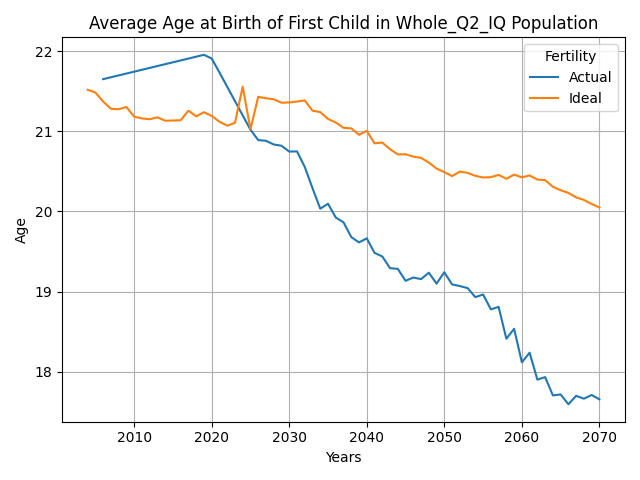 Average Age at Birth of First Child in Whole_Q2_IQ Population
Fertility
Actual
Ideal
22
21
20
19
18
Age
2010 2020 2030 2040 2050 2060 2070
Years